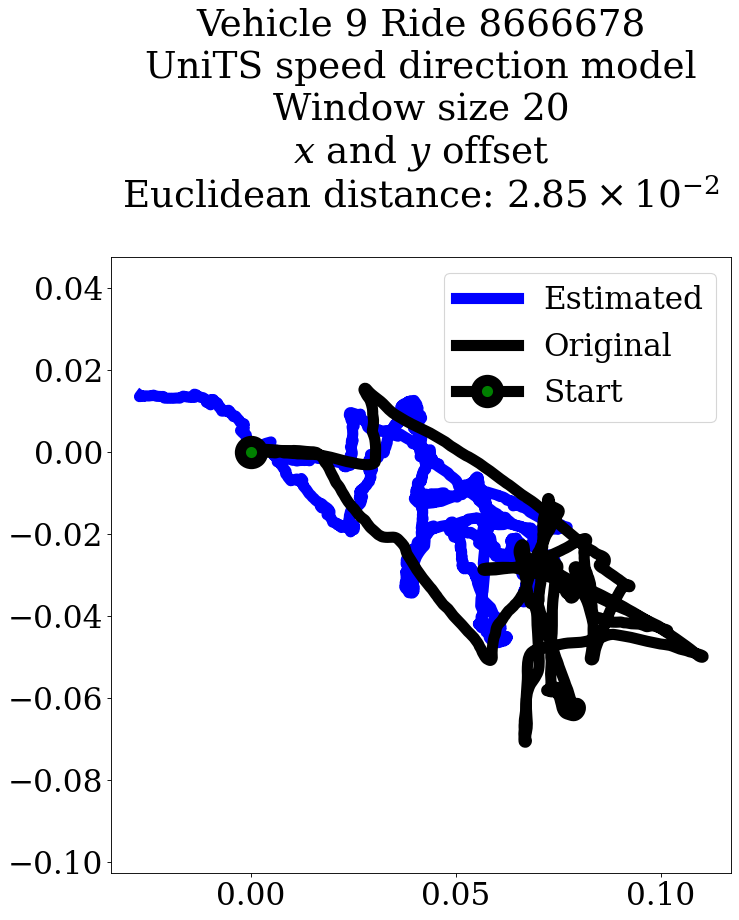 Vehicle 9 Ride 8666678
UniTS speed direction model
Window size 20
x and y offset
Euclidean distance: 2.85 × 10⁻²
Estimated
Original
Start
0.04
0.02
0.00
−0.02
−0.04
−0.06
−0.08
−0.10
0.00 0.05 0.10